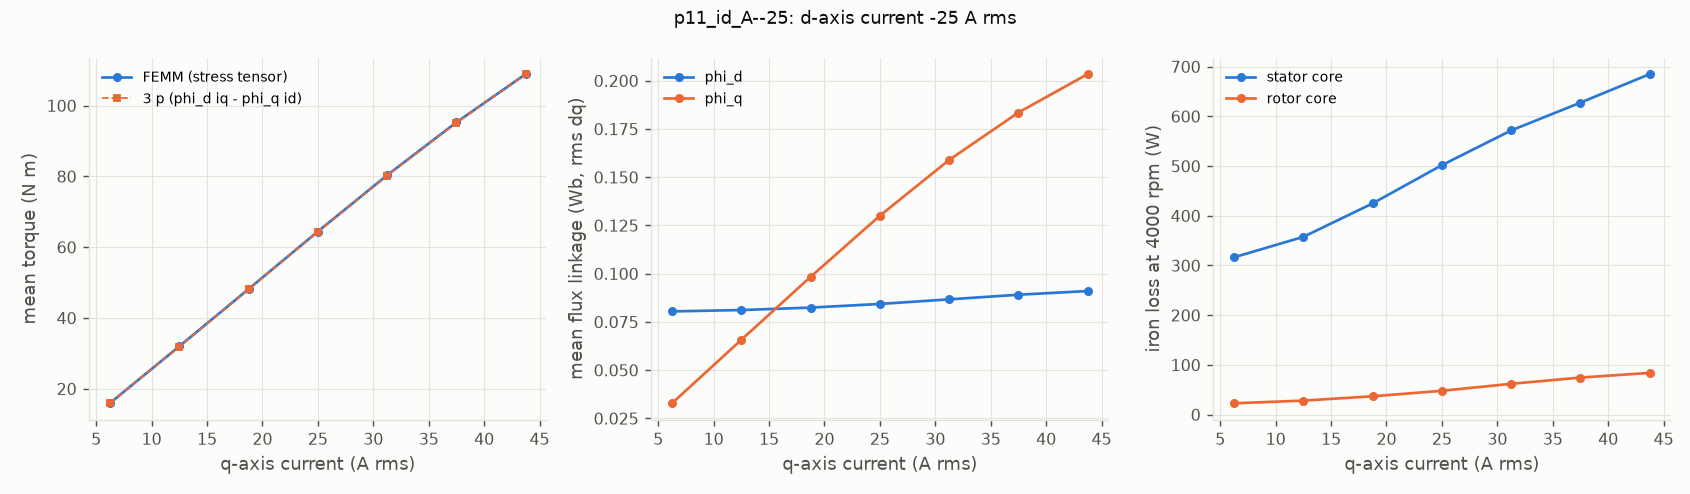 p11_id_A--25: d-axis current -25 A rms
mean torque (N m)
100
80
60
40
20
FEMM (stress tensor)
3 p (phi_d iq - phi_q id)
5 10 15 20 25 30 35 40 45
q-axis current (A rms)
mean flux linkage (Wb, rms dq)
0.200
0.175
0.150
0.125
0.100
0.075
0.050
0.025
phi_d
phi_q
5 10 15 20 25 30 35 40 45
q-axis current (A rms)
iron loss at 4000 rpm (W)
700
600
500
400
300
200
100
0
stator core
rotor core
5 10 15 20 25 30 35 40 45
q-axis current (A rms)